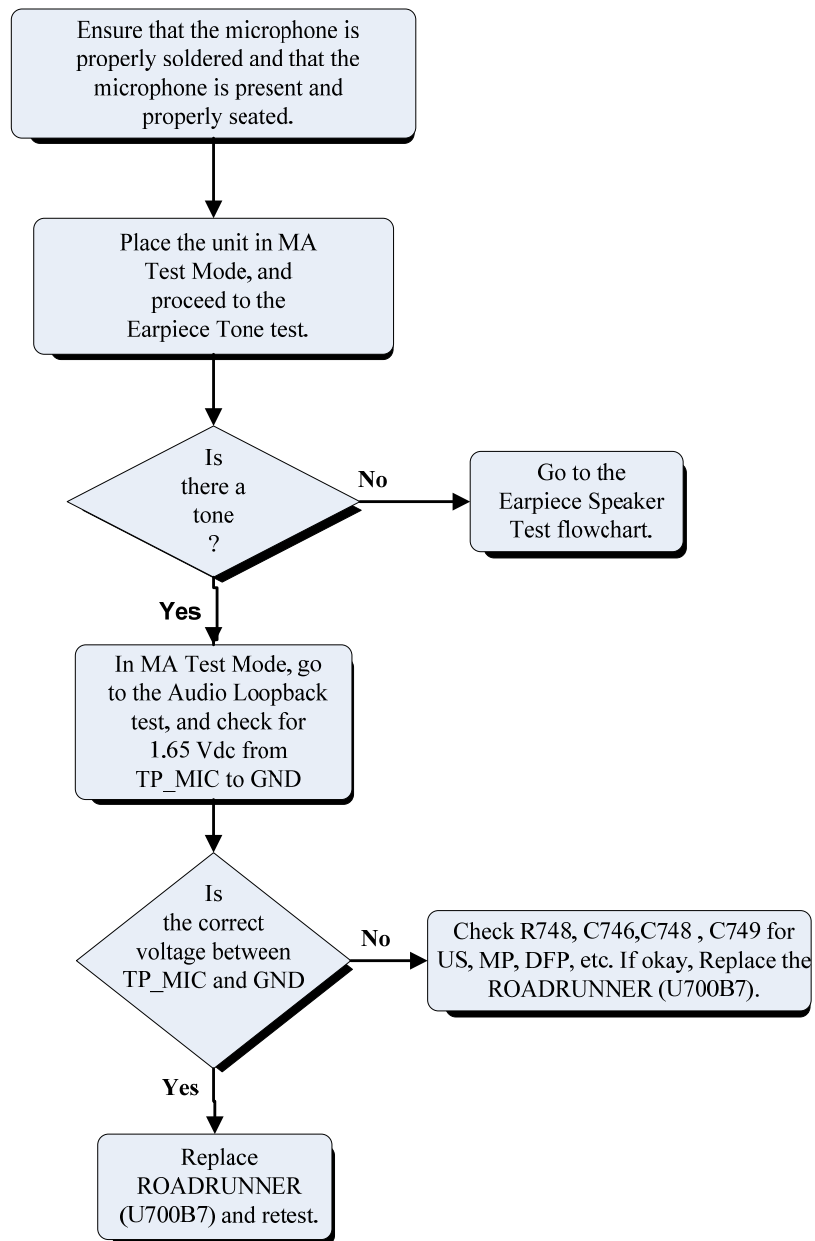 Ensure that the microphone is
properly soldered and that the
microphone is present and
properly seated.
Place the unit in MA
Test Mode, and
proceed to the
Earpiece Tone test.
Is
there a
tone
?
No
Go to the
Earpiece Speaker
Test flowchart.
Yes
In MA Test Mode, go
to the Audio Loopback
test, and check for
1.65 Vdc from
TP_MIC to GND
Is
the correct
voltage between
TP_MIC and GND
No
Check R748, C746,C748 , C749 for
US, MP, DFP, etc. If okay, Replace the
ROADRUNNER (U700B7).
Yes
Replace
ROADRUNNER
(U700B7) and retest.